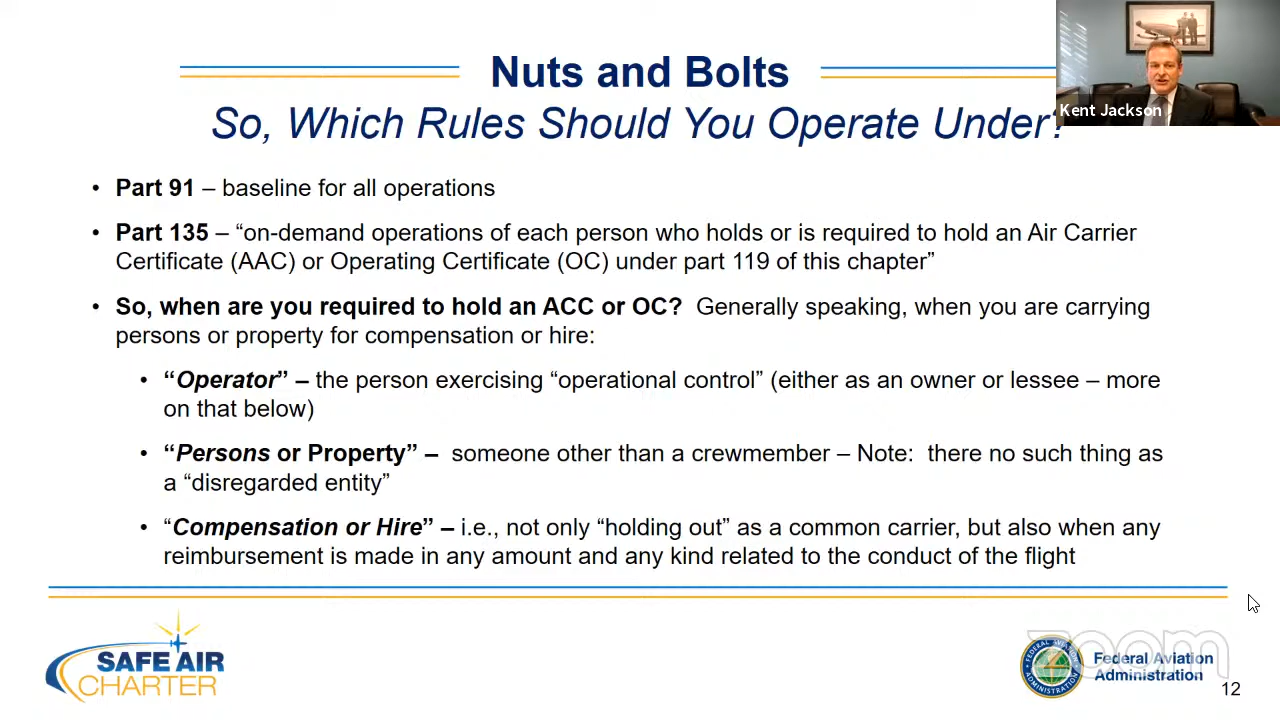 Nuts and Bolts
So, Which Rules Should You Operate Under?
Kent Jackson
• Part 91 – baseline for all operations
• Part 135 – “on-demand operations of each person who holds or is required to hold an Air Carrier
Certificate (AAC) or Operating Certificate (OC) under part 119 of this chapter”
• So, when are you required to hold an ACC or OC? Generally speaking, when you are carrying
persons or property for compensation or hire:
• “Operator” – the person exercising “operational control” (either as an owner or lessee – more
on that below)
• “Persons or Property” – someone other than a crewmember – Note: there no such thing as
a “disregarded entity”
• “Compensation or Hire” – i.e., not only “holding out” as a common carrier, but also when any
reimbursement is made in any amount and any kind related to the conduct of the flight
SAFE AIR
CHARTER
FEDERAL AVIATION
ADMINISTRATION
zoom
Federal Aviation
Administration
12